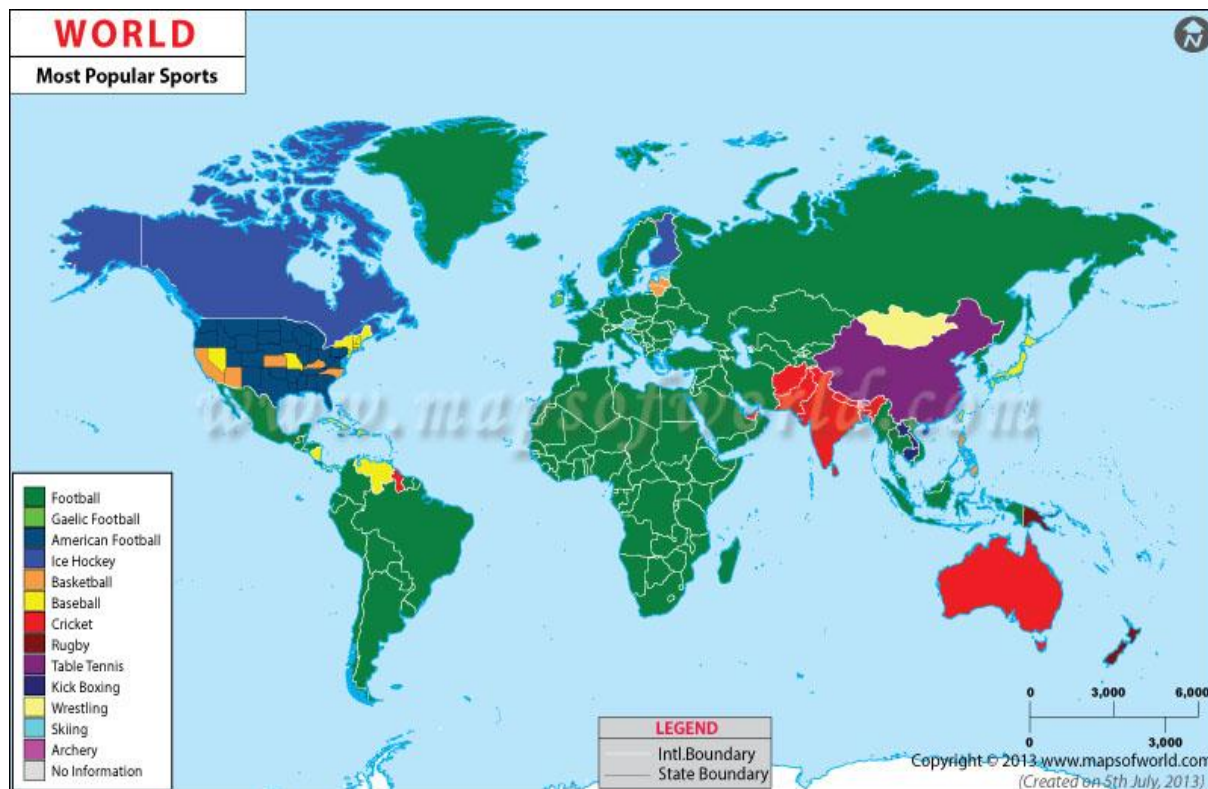 WORLD
Most Popular Sports
N
www.mapsofworld.com
Football
Gaelic Football
American Football
Ice Hockey
Basketball
Baseball
Cricket
Rugby
Table Tennis
Kick Boxing
Wrestling
Skiing
Archery
No Information
LEGEND
Intl.Boundary
State Boundary
0 3,000 6,000
0 3,000
Copyright © 2013 www.mapsofworld.com
(Created on 5th July, 2013)